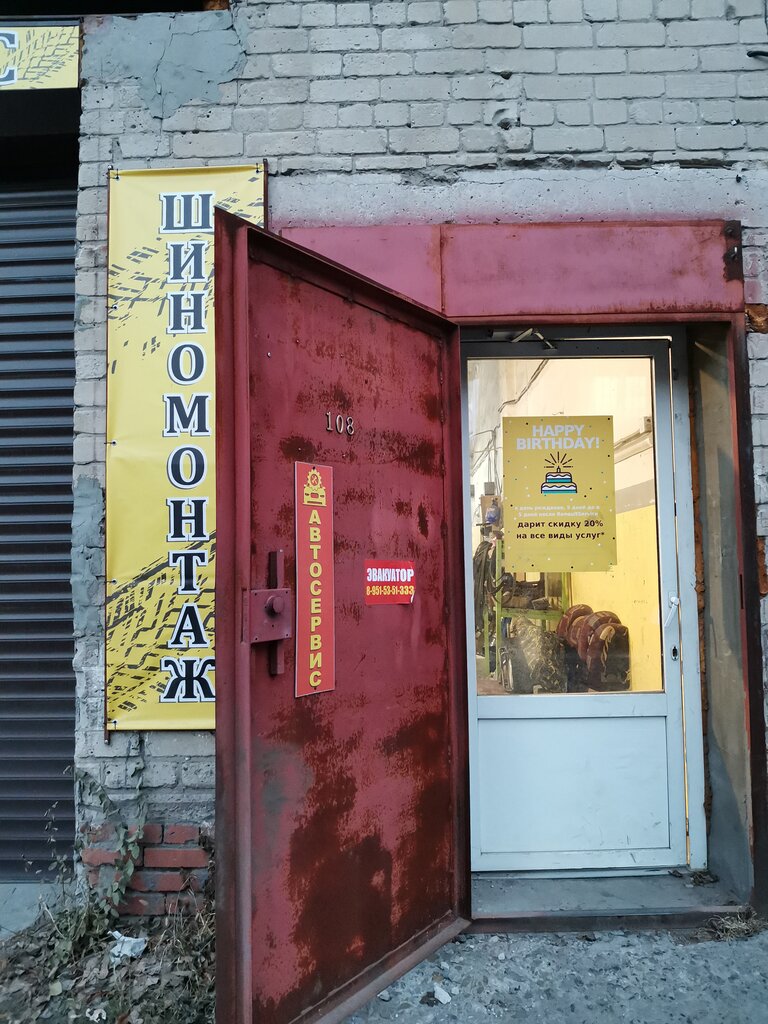 С
ШИНОМОНТАЖ
108
АВТОСЕРВИС
ЭВАКУАТОР
8-951-53-51-333
HAPPY
BIRTHDAY!
дарит скидку 20%
на все виды услуг*